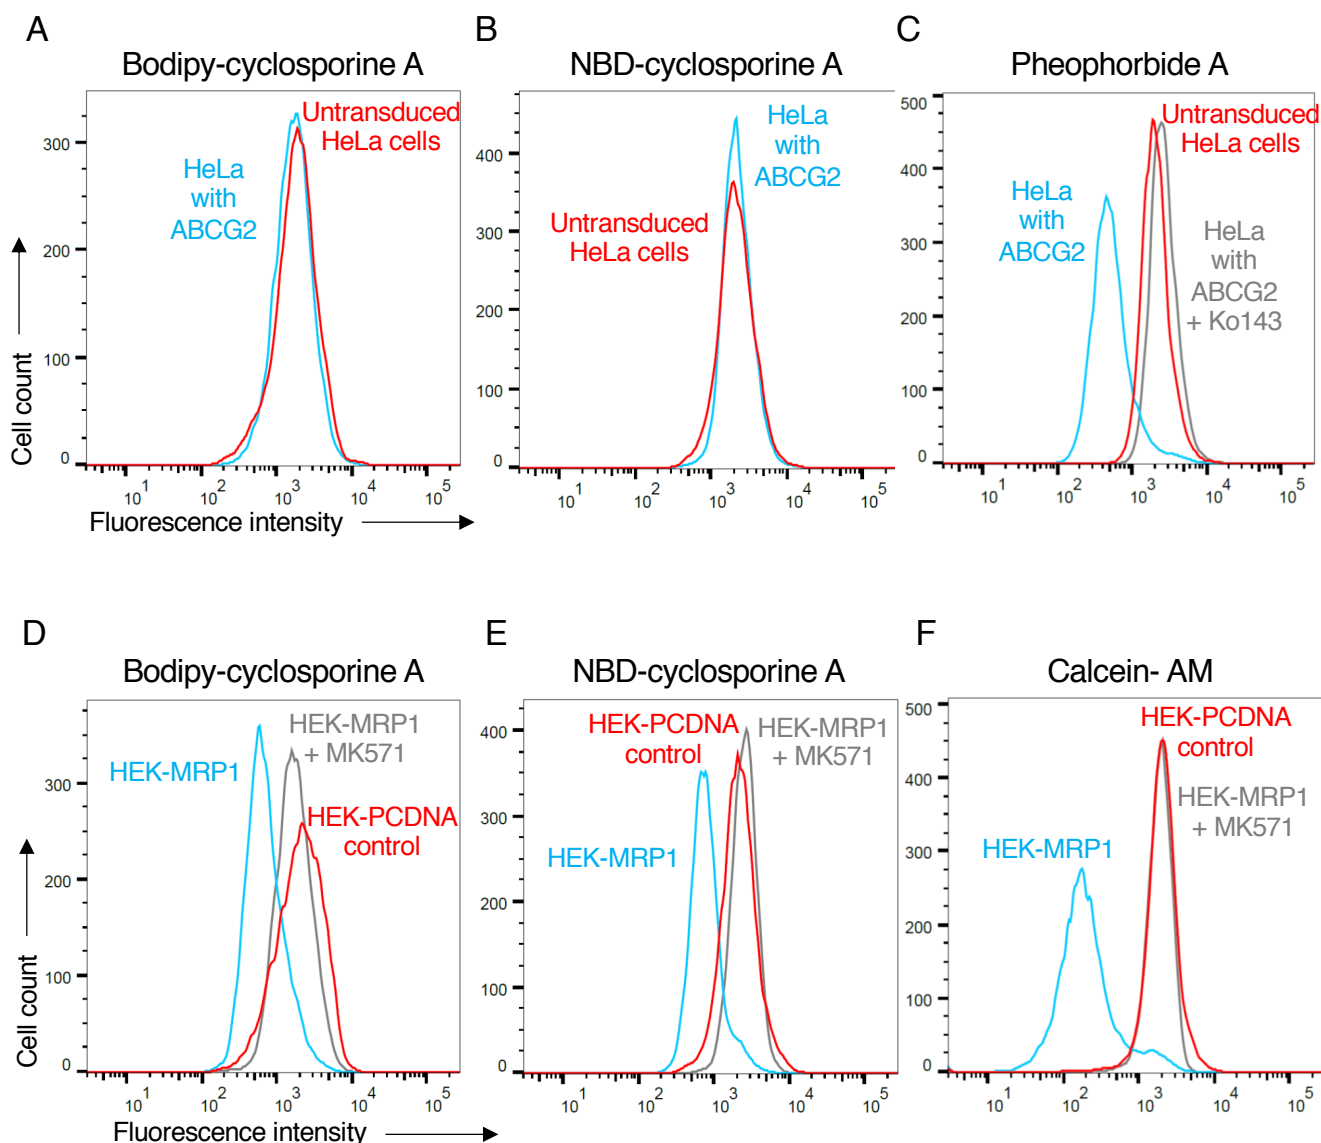 A
Bodipy-cyclosporine A
300
200
100
0
Untransduced
HeLa cells
HeLa
with
ABCG2
10^1
10^2
10^3
10^4
10^5
Cell count
Fluorescence intensity
B
NBD-cyclosporine A
400
300
200
100
0
HeLa
with
ABCG2
Untransduced
HeLa cells
10^1
10^2
10^3
10^4
10^5
C
Pheophorbide A
500
400
300
200
100
0
Untransduced
HeLa cells
HeLa
with
ABCG2
HeLa
with
ABCG2
+ Ko143
10^1
10^2
10^3
10^4
10^5
D
Bodipy-cyclosporine A
300
200
100
0
HEK-MRP1
+ MK571
HEK-MRP1
HEK-PCDNA
control
10^1
10^2
10^3
10^4
10^5
Cell count
Fluorescence intensity
E
NBD-cyclosporine A
400
300
200
100
0
HEK-PCDNA
control
HEK-MRP1
+ MK571
HEK-MRP1
10^1
10^2
10^3
10^4
10^5
F
Calcein- AM
500
400
300
200
100
0
HEK-PCDNA
control
HEK-MRP1
+ MK571
HEK-MRP1
10^1
10^2
10^3
10^4
10^5